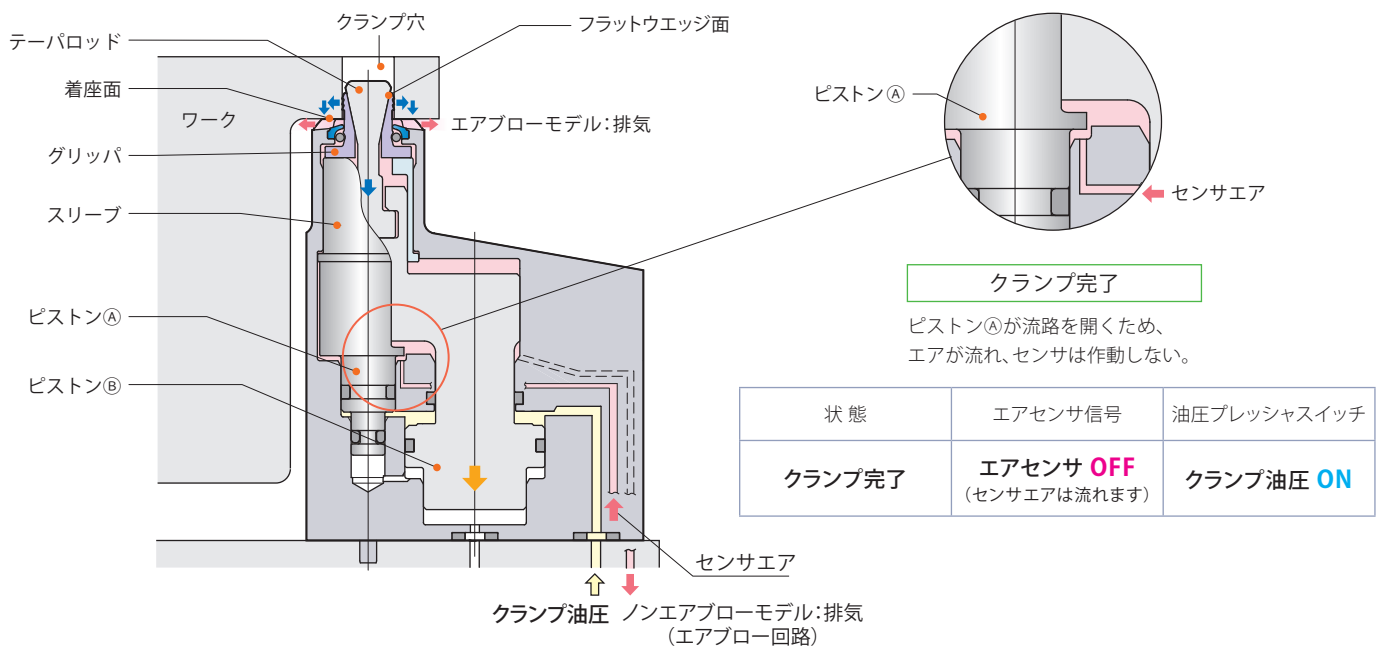 クランプ穴
テーパロッド
フラットウエッジ面
着座面
ワーク
エアブローモデル：排気
グリッパ
スリーブ
ピストンⒶ
ピストンⒷ
ピストンⒶ
センサエア
クランプ完了
ピストンⒶが流路を開くため、
エアが流れ、センサは作動しない。
状 態 エアセンサ信号 油圧プレッシャスイッチ
クランプ完了 エアセンサ OFF クランプ油圧 ON
（センサエアは流れます）
センサエア
クランプ油圧 ノンエアブローモデル：排気
（エアブロー回路）